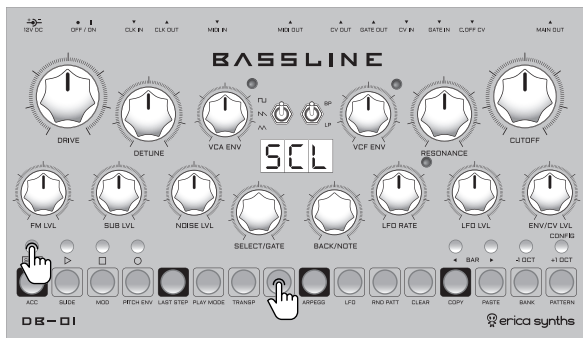 12V DC OFF / ON CLK IN CLK OUT MIDI IN MIDI OUT CV OUT GATE OUT CV IN GATE IN C.OFF CV MAIN OUT
BASSLINE
BP
LP
DRIVE DETUNE VCA ENV VCF ENV RESONANCE CUTOFF
SCL
FM LVL SUB LVL NOISE LVL SELECT/GATE BACK/NOTE LFO RATE LFO LVL ENV/CV LVL
CONFIG
BAR -1 OCT +1 OCT
ACC SLIDE MOD PITCH ENV LAST STEP PLAY MODE TRANSP ARPEGG LFO RND PATT CLEAR COPY PASTE BANK PATTERN
DB-01 erica synths